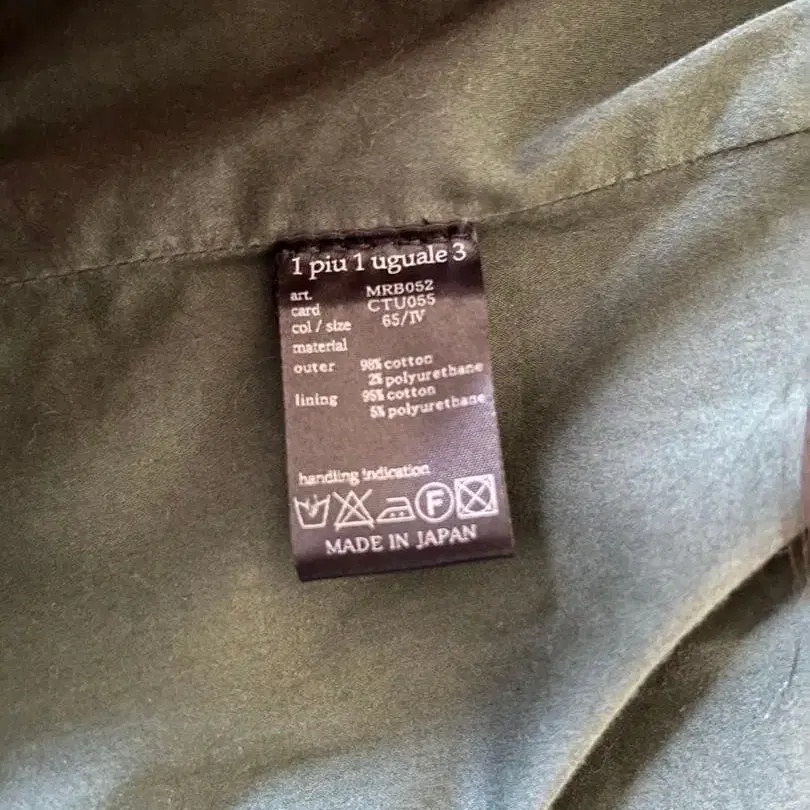 1 piu 1 uguale 3
art. MRB052
card CTU055
col / size 65/IV
material
outer 98% cotton
2% polyurethane
lining 95% cotton
5% polyurethane
handling indication
F
MADE IN JAPAN